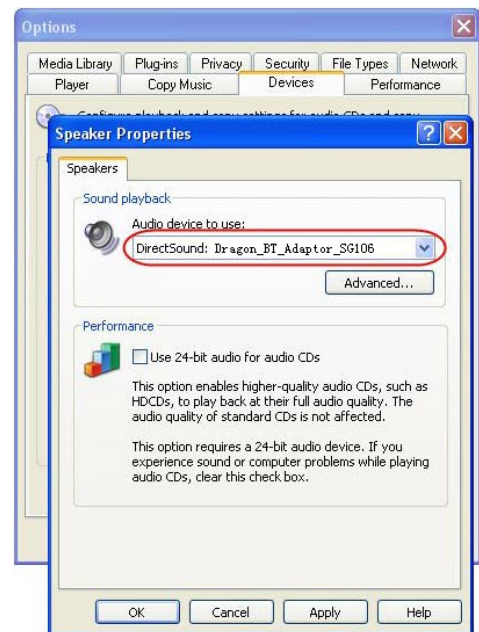 Options
Media Library Plug-ins Privacy Security File Types Network
Player Copy Music Devices Performance
Speaker Properties
Speakers
Sound playback
Audio device to use:
DirectSound: Dragon_BT_Adaptor_SG106
Advanced...
Performance
Use 24-bit audio for audio CDs
This option enables higher-quality audio CDs, such as
HDCDs, to play back at their full audio quality. The
audio quality of standard CDs is not affected.
This option requires a 24-bit audio device. If you
experience sound or computer problems while playing
audio CDs, clear this check box.
OK Cancel Apply Help